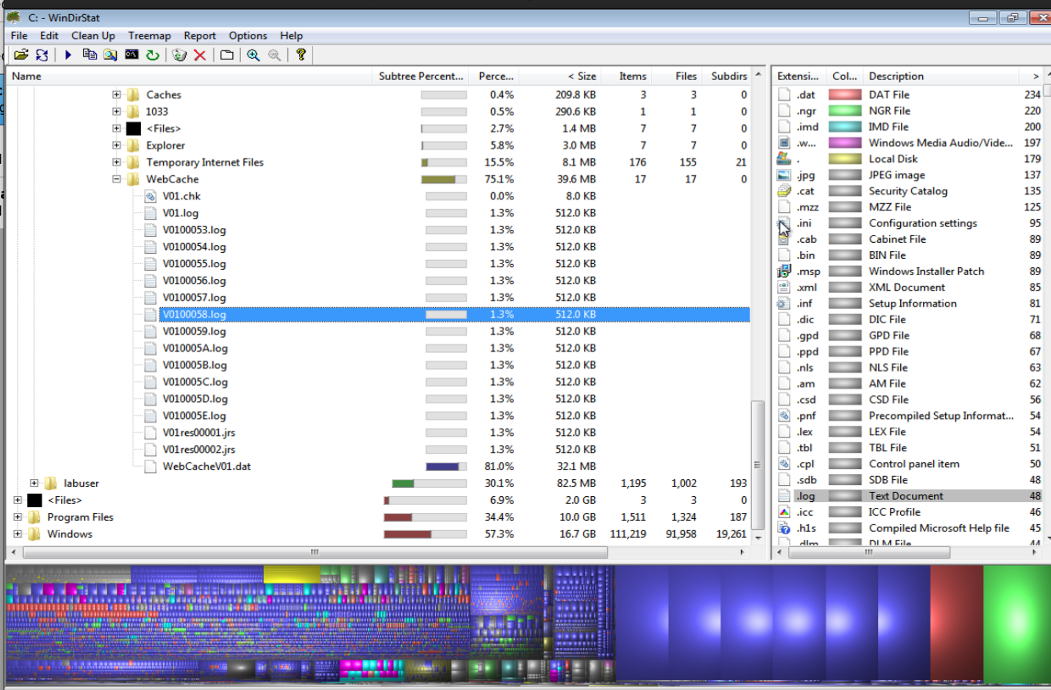 C: - WinDirStat
File Edit Clean Up Treemap Report Options Help
Name Subtree Percent... Perce... < Size Items Files Subdirs
Caches 0.4% 209.8 KB 3 3 0
1033 0.5% 290.6 KB 1 1 0
<Files> 2.7% 1.4 MB 7 7 0
Explorer 5.8% 3.0 MB 7 7 0
Temporary Internet Files 15.5% 8.1 MB 176 155 21
WebCache 75.1% 39.6 MB 17 17 0
V01.chk 0.0% 8.0 KB
V01.log 1.3% 512.0 KB
V0100053.log 1.3% 512.0 KB
V0100054.log 1.3% 512.0 KB
V0100055.log 1.3% 512.0 KB
V0100056.log 1.3% 512.0 KB
V0100057.log 1.3% 512.0 KB
V0100058.log 1.3% 512.0 KB
V0100059.log 1.3% 512.0 KB
V010005A.log 1.3% 512.0 KB
V010005B.log 1.3% 512.0 KB
V010005C.log 1.3% 512.0 KB
V010005D.log 1.3% 512.0 KB
V010005E.log 1.3% 512.0 KB
V01res00001.jrs 1.3% 512.0 KB
V01res00002.jrs 1.3% 512.0 KB
WebCacheV01.dat 81.0% 32.1 MB
labuser 30.1% 82.5 MB 1,195 1,002 193
<Files> 6.9% 2.0 GB 3 3 0
Program Files 34.4% 10.0 GB 1,511 1,324 187
Windows 57.3% 16.7 GB 111,219 91,958 19,261
Extensi... Col... Description >
.dat DAT File 234
.ngr NGR File 220
.imd IMD File 200
.w... Windows Media Audio/Vide... 197
. Local Disk 179
.jpg JPEG image 137
.cat Security Catalog 135
.mzz MZZ File 125
.ini Configuration settings 95
.cab Cabinet File 89
.bin BIN File 89
.msp Windows Installer Patch 89
.xml XML Document 85
.inf Setup Information 81
.dic DIC File 71
.gpd GPD File 68
.ppd PPD File 67
.nls NLS File 63
.am AM File 62
.csd CSD File 56
.pnf Precompiled Setup Informat... 54
.lex LEX File 54
.tbl TBL File 51
.cpl Control panel item 50
.sdb SDB File 48
.log Text Document 48
.icc ICC Profile 46
.h1s Compiled Microsoft Help file 45
.dlm DLM File 44